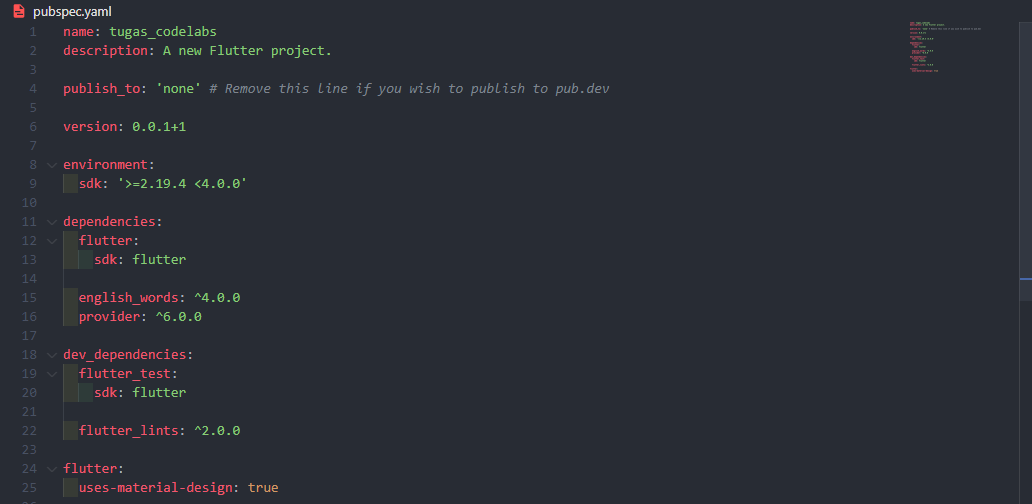 pubspec.yaml
1 name: tugas_codelabs
2 description: A new Flutter project.
3
4 publish_to: 'none' # Remove this line if you wish to publish to pub.dev
5
6 version: 0.0.1+1
7
8 environment:
9   sdk: '>=2.19.4 <4.0.0'
10
11 dependencies:
12   flutter:
13     sdk: flutter
14
15   english_words: ^4.0.0
16   provider: ^6.0.0
17
18 dev_dependencies:
19   flutter_test:
20     sdk: flutter
21
22   flutter_lints: ^2.0.0
23
24 flutter:
25   uses-material-design: true